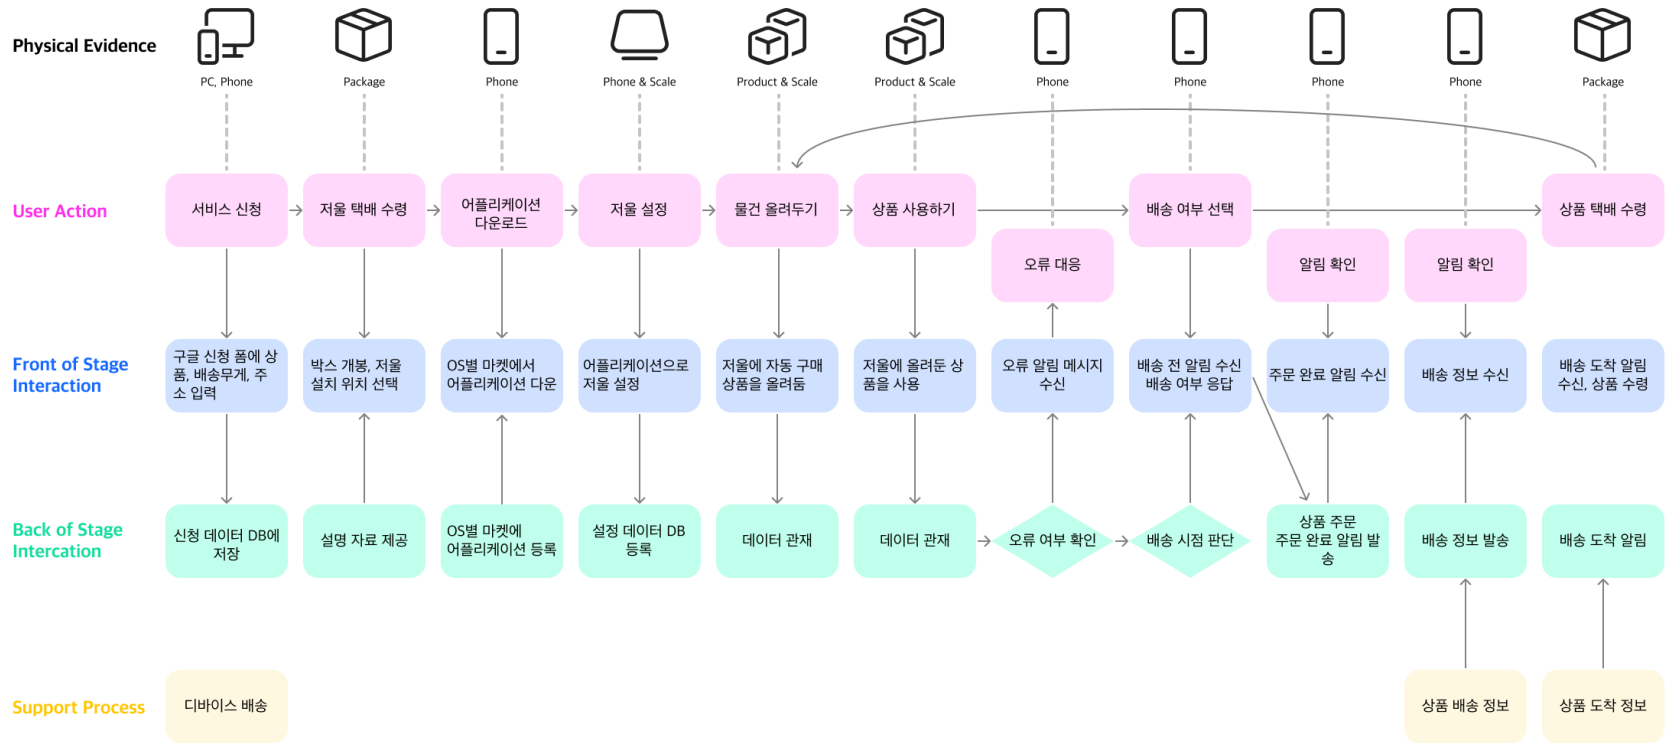 Physical Evidence
PC, Phone
Package
Phone
Phone & Scale
Product & Scale
Product & Scale
Phone
Phone
Phone
Phone
Package
User Action
서비스 신청
저울 택배 수령
어플리케이션
다운로드
저울 설정
물건 올려두기
상품 사용하기
오류 대응
배송 여부 선택
알림 확인
알림 확인
상품 택배 수령
Front of Stage
Interaction
구글 신청 폼에 상
품, 배송무게, 주
소 입력
박스 개봉, 저울
설치 위치 선택
OS별 마켓에서
어플리케이션 다운
어플리케이션으로
저울 설정
저울에 자동 구매
상품을 올려둠
저울에 올려둔 상
품을 사용
오류 알림 메시지
수신
배송 전 알림 수신
배송 여부 응답
주문 완료 알림 수신
배송 정보 수신
배송 도착 알림
수신, 상품 수령
Back of Stage
Intercation
신청 데이터 DB에
저장
설명 자료 제공
OS별 마켓에
어플리케이션 등록
설정 데이터 DB
등록
데이터 관재
데이터 관재
오류 여부 확인
배송 시점 판단
상품 주문
주문 완료 알림 발
송
배송 정보 발송
배송 도착 알림
Support Process
디바이스 배송
상품 배송 정보
상품 도착 정보